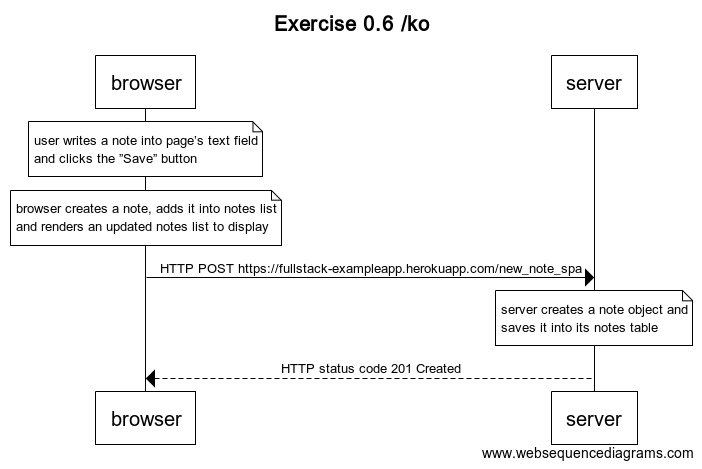 Exercise 0.6 /ko
browser
server
user writes a note into page's text field
and clicks the ”Save” button
browser creates a note, adds it into notes list
and renders an updated notes list to display
HTTP POST https://fullstack-exampleapp.herokuapp.com/new_note_spa
server creates a note object and
saves it into its notes table
HTTP status code 201 Created
browser
server
www.websequencediagrams.com